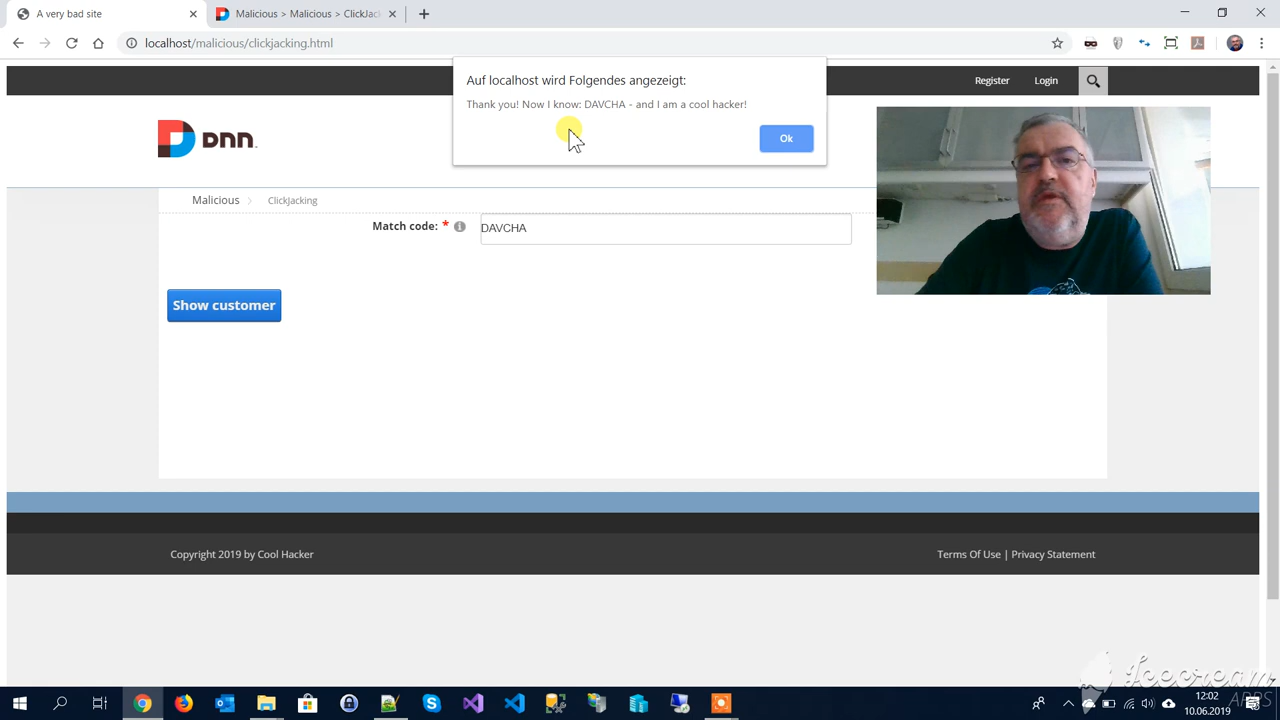 A very bad site
Malicious > Malicious > ClickJack
localhost/malicious/clickjacking.html
Auf localhost wird Folgendes angezeigt:
Thank you! Now I know: DAVCHA - and I am a cool hacker!
Ok
Register
Login
DNN
Malicious
ClickJacking
Match code: *
DAVCHA
Show customer
Copyright 2019 by Cool Hacker
Terms Of Use | Privacy Statement
Icecream
APPS
12:02
10.06.2019